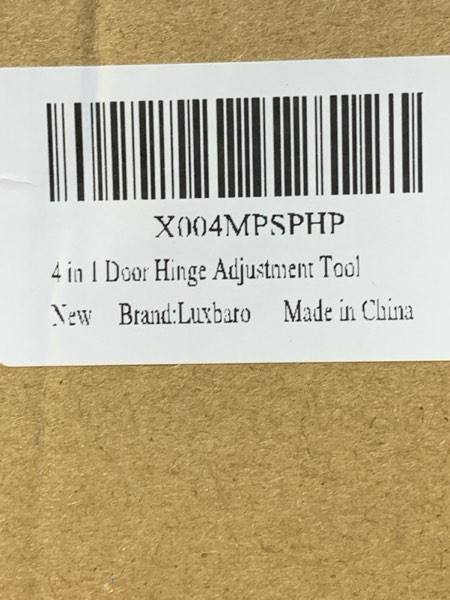 X004MPSPHP
4 in 1 Door Hinge Adjustment Tool
New Brand:Luxbaro Made in China